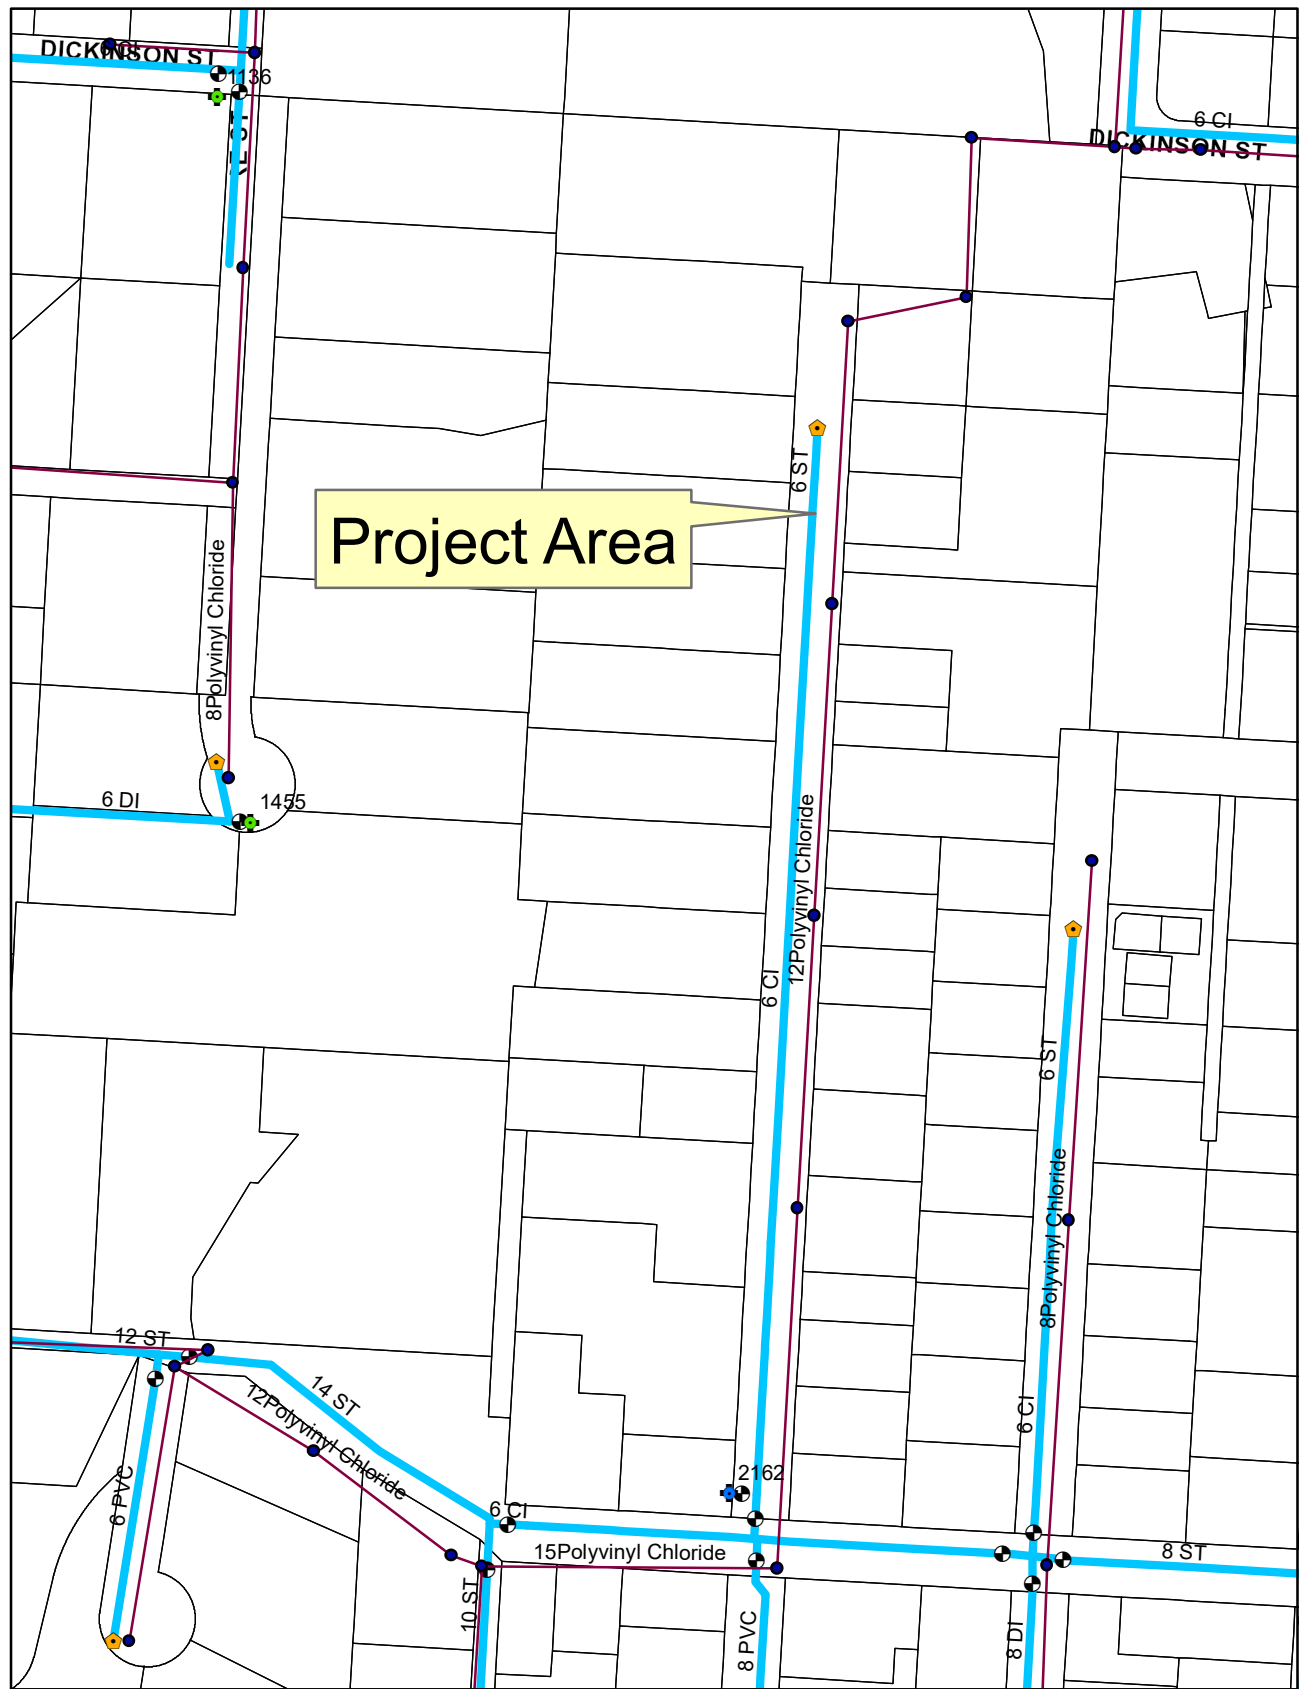 DICKINSON ST
6 CI
1136
6 CI
DICKINSON ST
6 ST
Project Area
8Polyvinyl Chloride
6 DI
1455
12Polyvinyl Chloride
6 CI
6 ST
8Polyvinyl Chloride
12 ST
14 ST
12Polyvinyl Chloride
6 CI
6 PVC
2162
6 CI
15Polyvinyl Chloride
8 ST
10 ST
8 PVC
8 DI